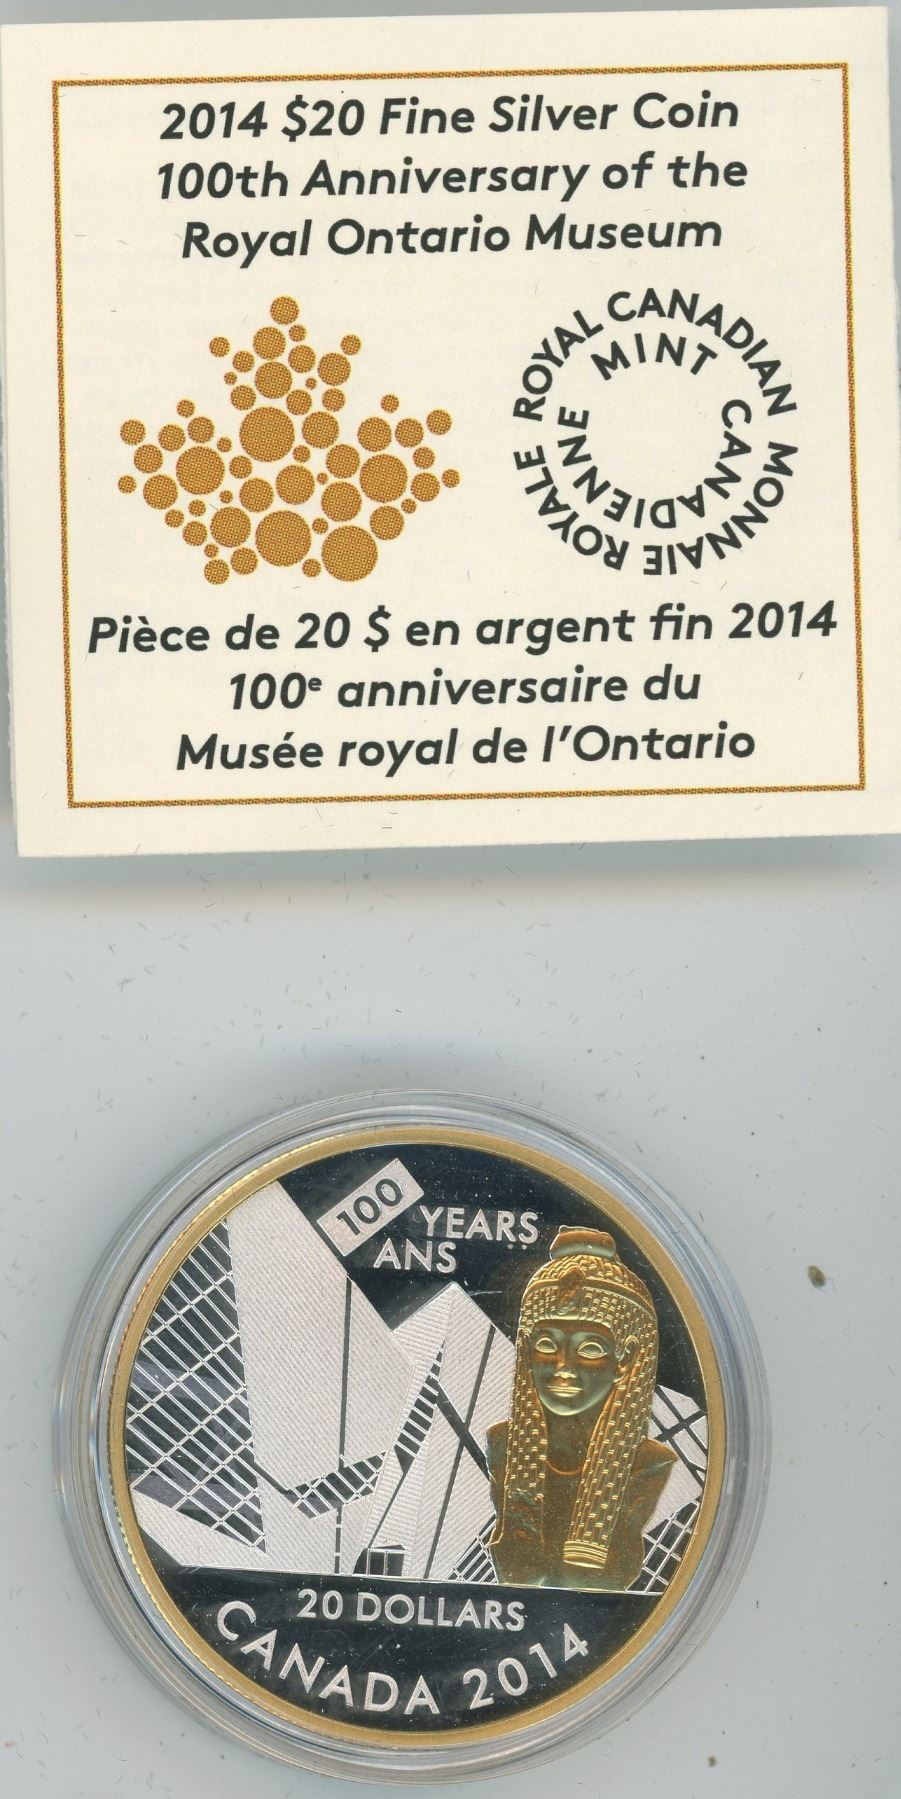 2014 $20 Fine Silver Coin
100th Anniversary of the
Royal Ontario Museum
ROYAL CANADIAN MINT
MONNAIE ROYALE CANADIENNE
Pièce de 20 $ en argent fin 2014
100e anniversaire du
Musée royal de l'Ontario
100 YEARS
ANS
20 DOLLARS
CANADA 2014